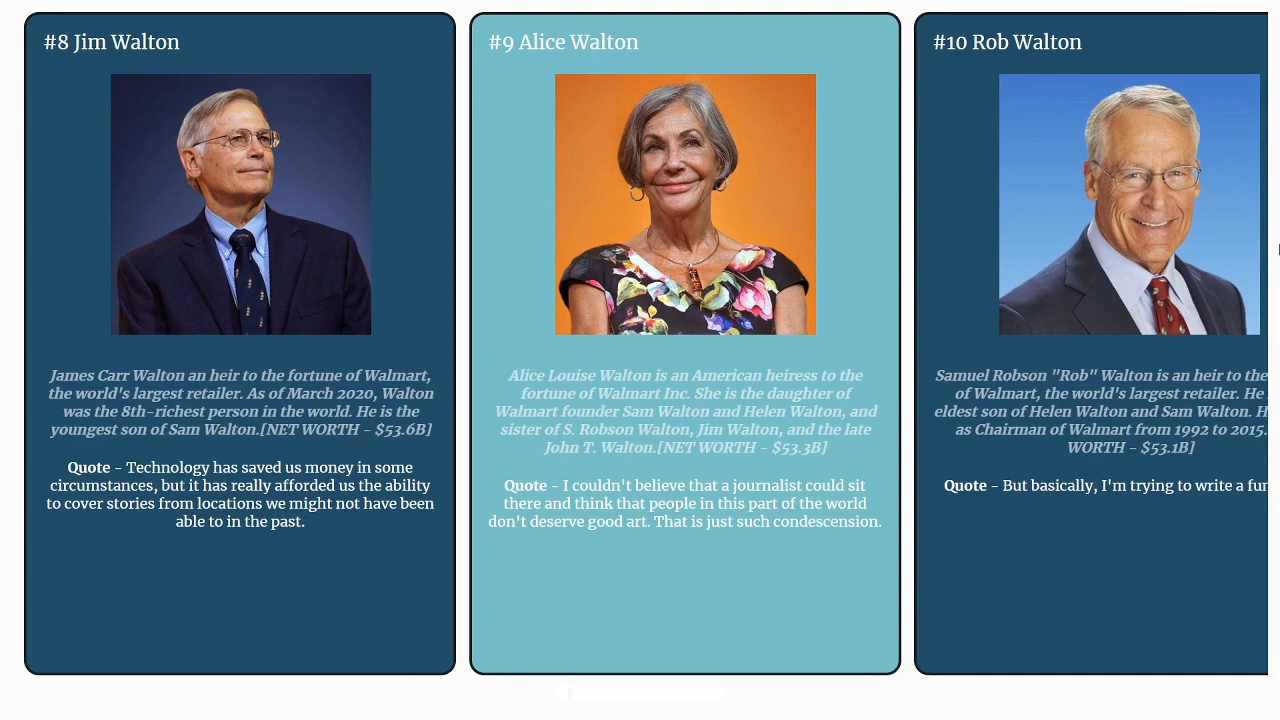 #8 Jim Walton
James Carr Walton an heir to the fortune of Walmart,
the world's largest retailer. As of March 2020, Walton
was the 8th-richest person in the world. He is the
youngest son of Sam Walton.[NET WORTH - $53.6B]
Quote - Technology has saved us money in some
circumstances, but it has really afforded us the ability
to cover stories from locations we might not have been
able to in the past.
#9 Alice Walton
Alice Louise Walton is an American heiress to the
fortune of Walmart Inc. She is the daughter of
Walmart founder Sam Walton and Helen Walton, and
sister of S. Robson Walton, Jim Walton, and the late
John T. Walton.[NET WORTH - $53.3B]
Quote - I couldn't believe that a journalist could sit
there and think that people in this part of the world
don't deserve good art. That is just such condescension.
#10 Rob Walton
Samuel Robson "Rob" Walton is an heir to the
of Walmart, the world's largest retailer. He
eldest son of Helen Walton and Sam Walton.
as Chairman of Walmart from 1992 to 2015.
WORTH - $53.1B]
Quote - But basically, I'm trying to write a